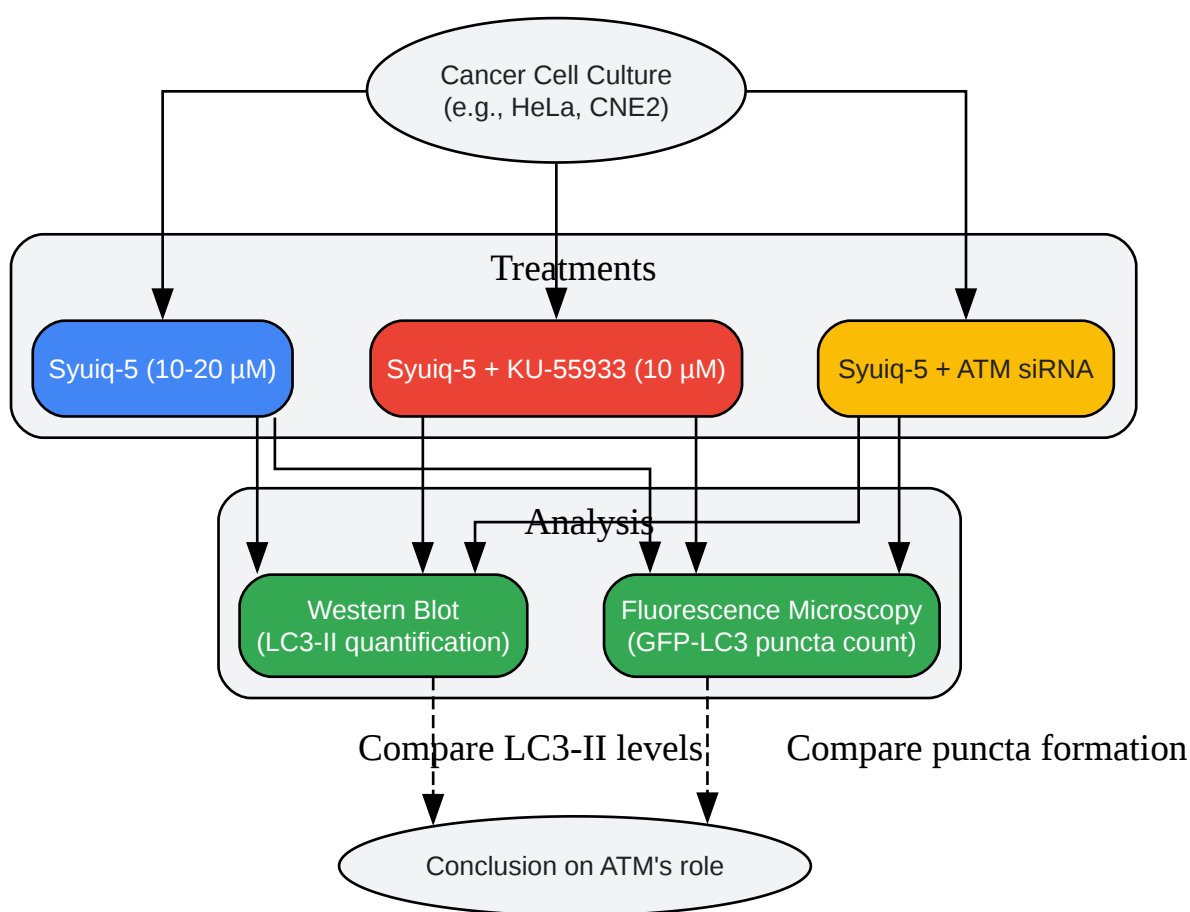 Cancer Cell Culture
(e.g., HeLa, CNE2)
Treatments
Syuiq-5 (10-20 µM)
Syuiq-5 + KU-55933 (10 µM)
Syuiq-5 + ATM siRNA
Analysis
Western Blot
(LC3-II quantification)
Fluorescence Microscopy
(GFP-LC3 puncta count)
Compare LC3-II levels
Compare puncta formation
Conclusion on ATM's role